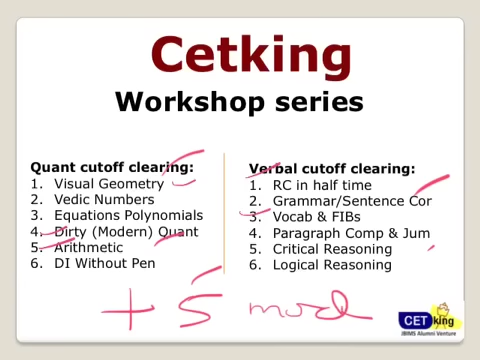 Cetking
Workshop series
Quant cutoff clearing:
1. Visual Geometry
2. Vedic Numbers
3. Equations Polynomials
4. Dirty (Modern) Quant
5. Arithmetic
6. DI Without Pen
Verbal cutoff clearing:
1. RC in half time
2. Grammar/Sentence Cor
3. Vocab & FIBs
4. Paragraph Comp & Jum
5. Critical Reasoning
6. Logical Reasoning
+ 5 mock
CET king
JBIMS Alumni Venture